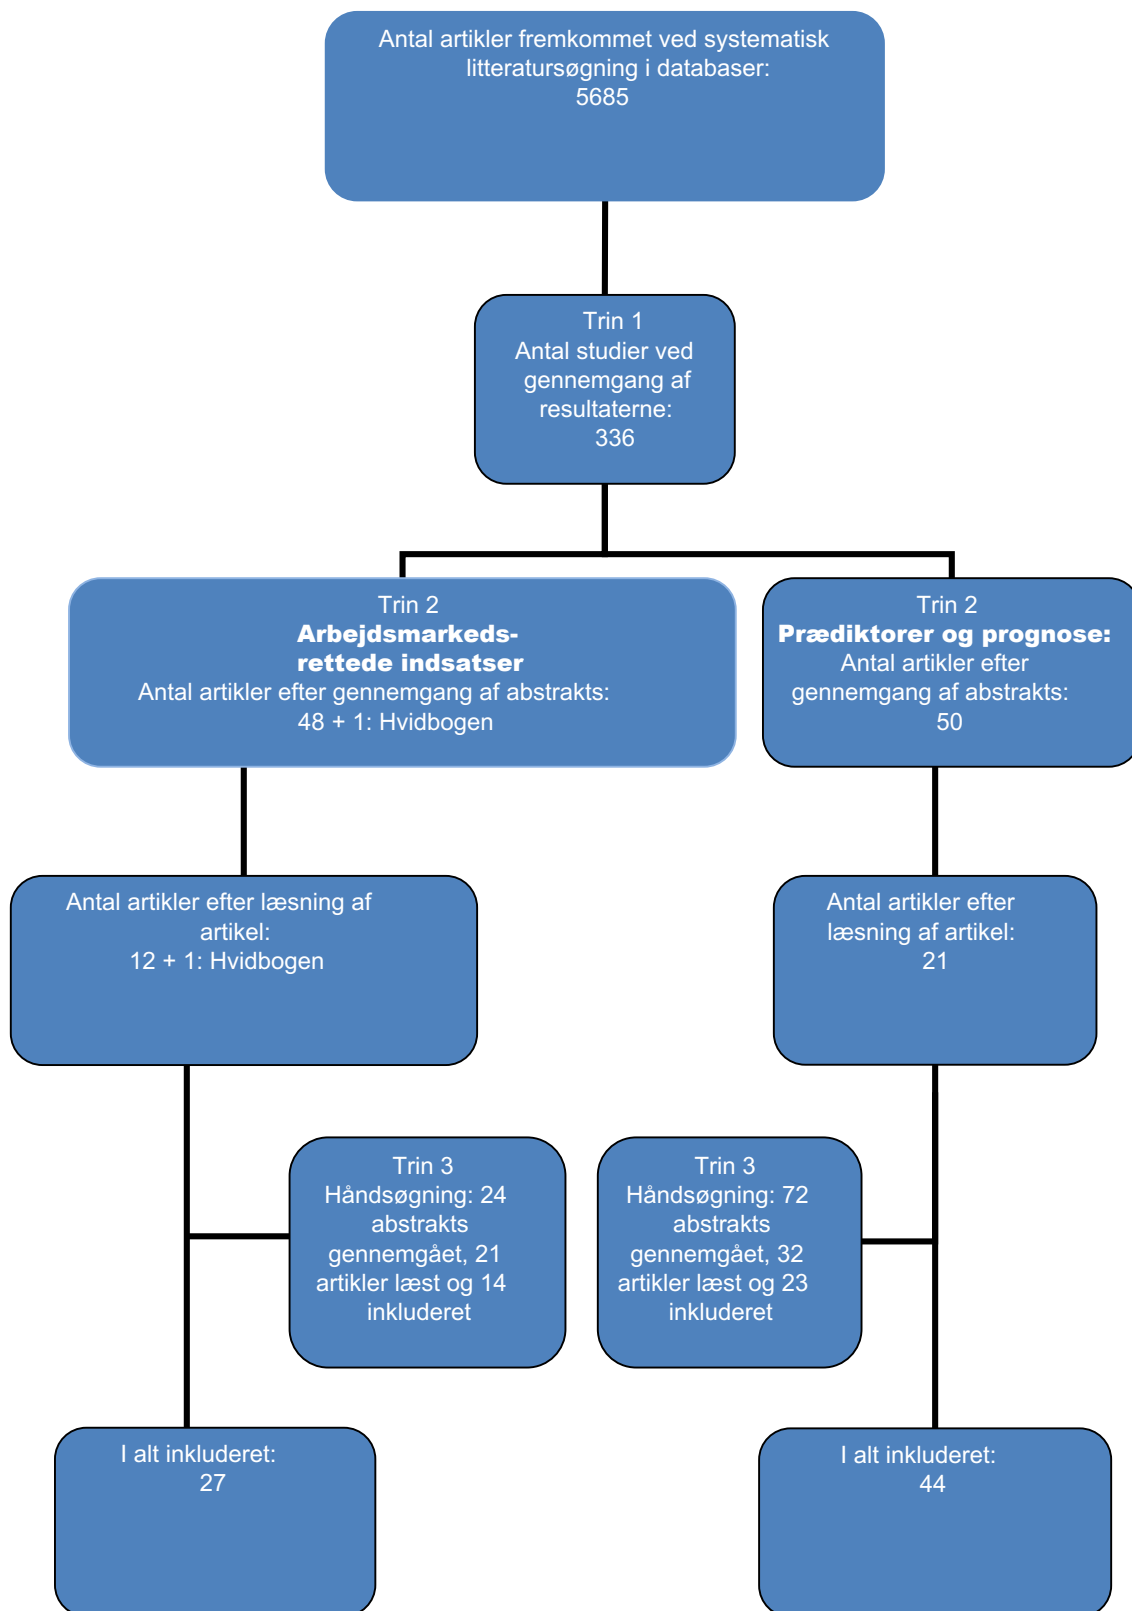 Antal artikler fremkommet ved systematisk
litteratursøgning i databaser:
5685
Trin 1
Antal studier ved
gennemgang af
resultaterne:
336
Trin 2
Arbejdsmarkeds-
rettede indsatser
Antal artikler efter gennemgang af abstrakts:
48 + 1: Hvidbogen
Trin 2
Prædiktorer og prognose:
Antal artikler efter
gennemgang af abstrakts:
50
Antal artikler efter læsning af
artikel:
12 + 1: Hvidbogen
Antal artikler efter
læsning af artikel:
21
Trin 3
Håndsøgning: 24
abstrakts
gennemgået, 21
artikler læst og 14
inkluderet
Trin 3
Håndsøgning: 72
abstrakts
gennemgået, 32
artikler læst og 23
inkluderet
I alt inkluderet:
27
I alt inkluderet:
44